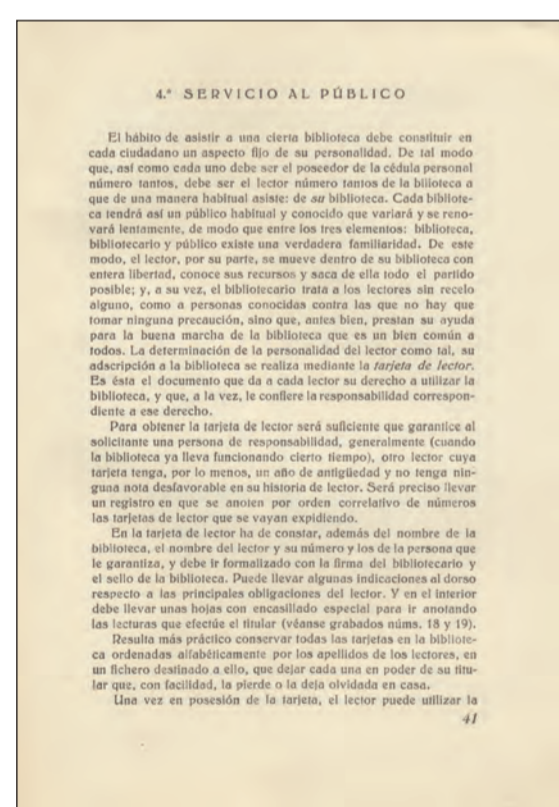 4.ª SERVICIO AL PÚBLICO
El hábito de asistir a una cierta biblioteca debe constituir en
cada ciudadano un aspecto fijo de su personalidad. De tal modo
que, así como cada uno debe ser el poseedor de la cédula personal
número tantos, debe ser el lector número tantos de la bilioteca a
que de una manera habitual asiste: de su biblioteca. Cada bibliote-
ca tendrá así un público habitual y conocido que variará y se reno-
vará lentamente, de modo que entre los tres elementos: biblioteca,
bibliotecario y público existe una verdadera familiaridad. De este
modo, el lector, por su parte, se mueve dentro de su biblioteca con
entera libertad, conoce sus recursos y saca de ella todo el partido
posible; y, a su vez, el bibliotecario trata a los lectores sin recelo
alguno, como a personas conocidas contra las que no hay que
tomar ninguna precaución, sino que, antes bien, prestan su ayuda
para la buena marcha de la biblioteca que es un bien común a
todos. La determinación de la personalidad del lector como tal, su
adscripción a la biblioteca se realiza mediante la tarjeta de lector.
Es ésta el documento que da a cada lector su derecho a utilizar la
biblioteca, y que, a la vez, le confiere la responsabilidad correspon-
diente a ese derecho.
Para obtener la tarjeta de lector será suficiente que garantice al
solicitante una persona de responsabilidad, generalmente (cuando
la biblioteca ya lleva funcionando cierto tiempo), otro lector cuya
tarjeta tenga, por lo menos, un año de antigüedad y no tenga nin-
guna nota desfavorable en su historia de lector. Será preciso llevar
un registro en que se anoten por orden correlativo de números
las tarjetas de lector que se vayan expidiendo.
En la tarjeta de lector ha de constar, además del nombre de la
biblioteca, el nombre del lector y su número y los de la persona que
le garantiza, y debe ir formalizado con la firma del bibliotecario y
el sello de la biblioteca. Puede llevar algunas indicaciones al dorso
respecto a las principales obligaciones del lector. Y en el interior
debe llevar unas hojas con encasillado especial para ir anotando
las lecturas que efectúe el titular (véanse grabados núms. 18 y 19).
Resulta más práctico conservar todas las tarjetas en la bibliote-
ca ordenadas alfabéticamente por los apellidos de los lectores, en
un fichero destinado a ello, que dejar cada una en poder de su titu-
lar que, con facilidad, la pierde o la deja olvidada en casa.
Una vez en posesión de la tarjeta, el lector puede utilizar la
41